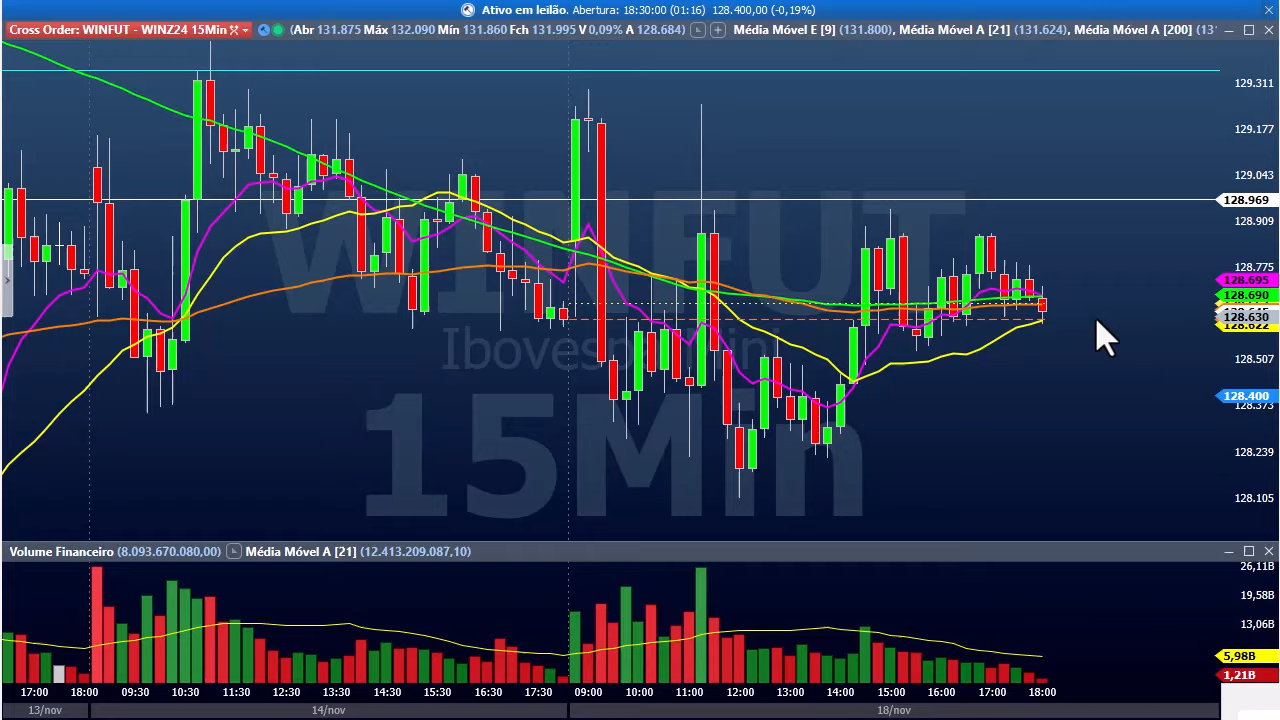 Ativo em leilão. Abertura: 18:30:00 (01:16) 128.400,00 (-0,19%)
Cross Order: WINFUT - WINZ24 15Min (Abr 131.875 Máx 132.090 Mín 131.860 Fch 131.995 V 0,09% A 128.684) Média Móvel E [9] (131.800), Média Móvel A [21] (131.624), Média Móvel A [200] (13
129.311
129.177
129.043
128.969
128.909
128.775
128.695
128.690
128.630
128.622
128.507
128.400
128.373
128.239
128.105
WINFUT
15Min
Volume Financeiro (8.093.670.080,00) Média Móvel A [21] (12.413.209.087,10)
26,11B
19,58B
13,06B
5,98B
1,21B
17:00 18:00 09:30 10:30 11:30 12:30 13:30 14:30 15:30 16:30 17:30 09:00 10:00 11:00 12:00 13:00 14:00 15:00 16:00 17:00 18:00
13/nov 14/nov 18/nov